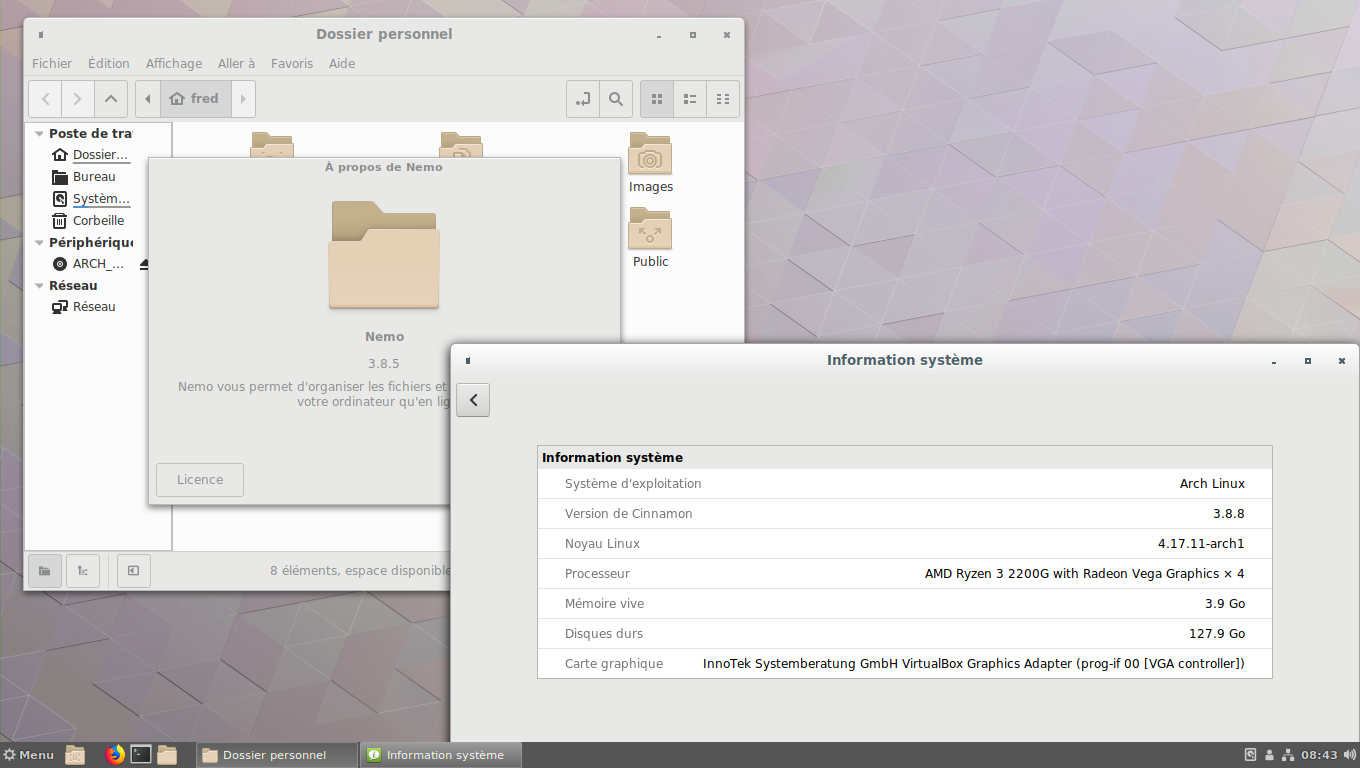 Dossier personnel
Fichier Édition Affichage Aller à Favoris Aide
fred
Poste de tra
Dossier...
Bureau
Systèm...
Corbeille
Périphérique
ARCH_...
Réseau
Réseau
Images
Public
À propos de Nemo
Nemo
3.8.5
Nemo vous permet d'organiser les fichiers et
votre ordinateur qu'en lig
Licence
8 éléments, espace disponible
Information système
Information système
Système d'exploitation Arch Linux
Version de Cinnamon 3.8.8
Noyau Linux 4.17.11-arch1
Processeur AMD Ryzen 3 2200G with Radeon Vega Graphics × 4
Mémoire vive 3.9 Go
Disques durs 127.9 Go
Carte graphique InnoTek Systemberatung GmbH VirtualBox Graphics Adapter (prog-if 00 [VGA controller])
Menu Dossier personnel Information système 08:43